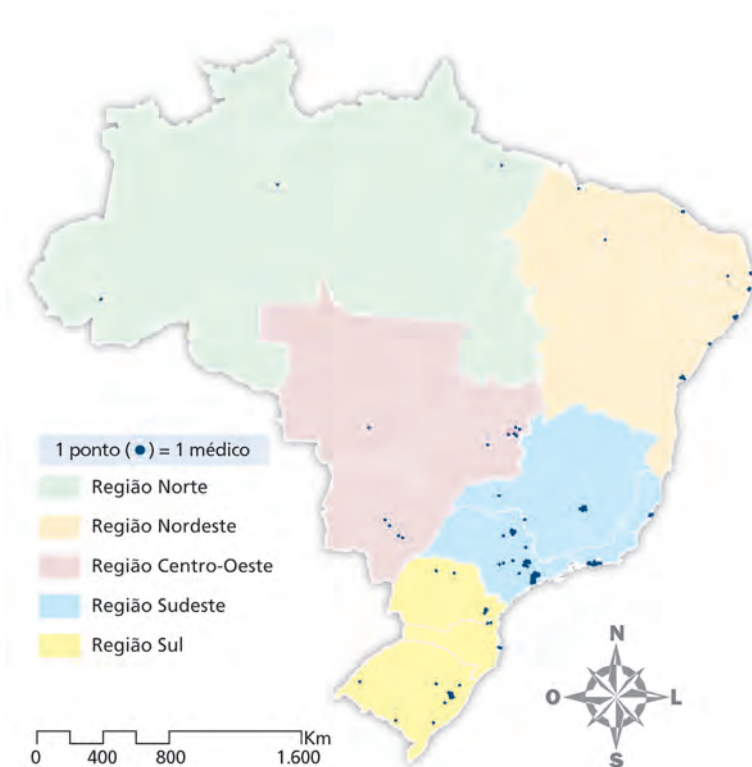 1 ponto (●) = 1 médico
Região Norte
Região Nordeste
Região Centro-Oeste
Região Sudeste
Região Sul
N
O
L
S
Km
0 400 800 1.600